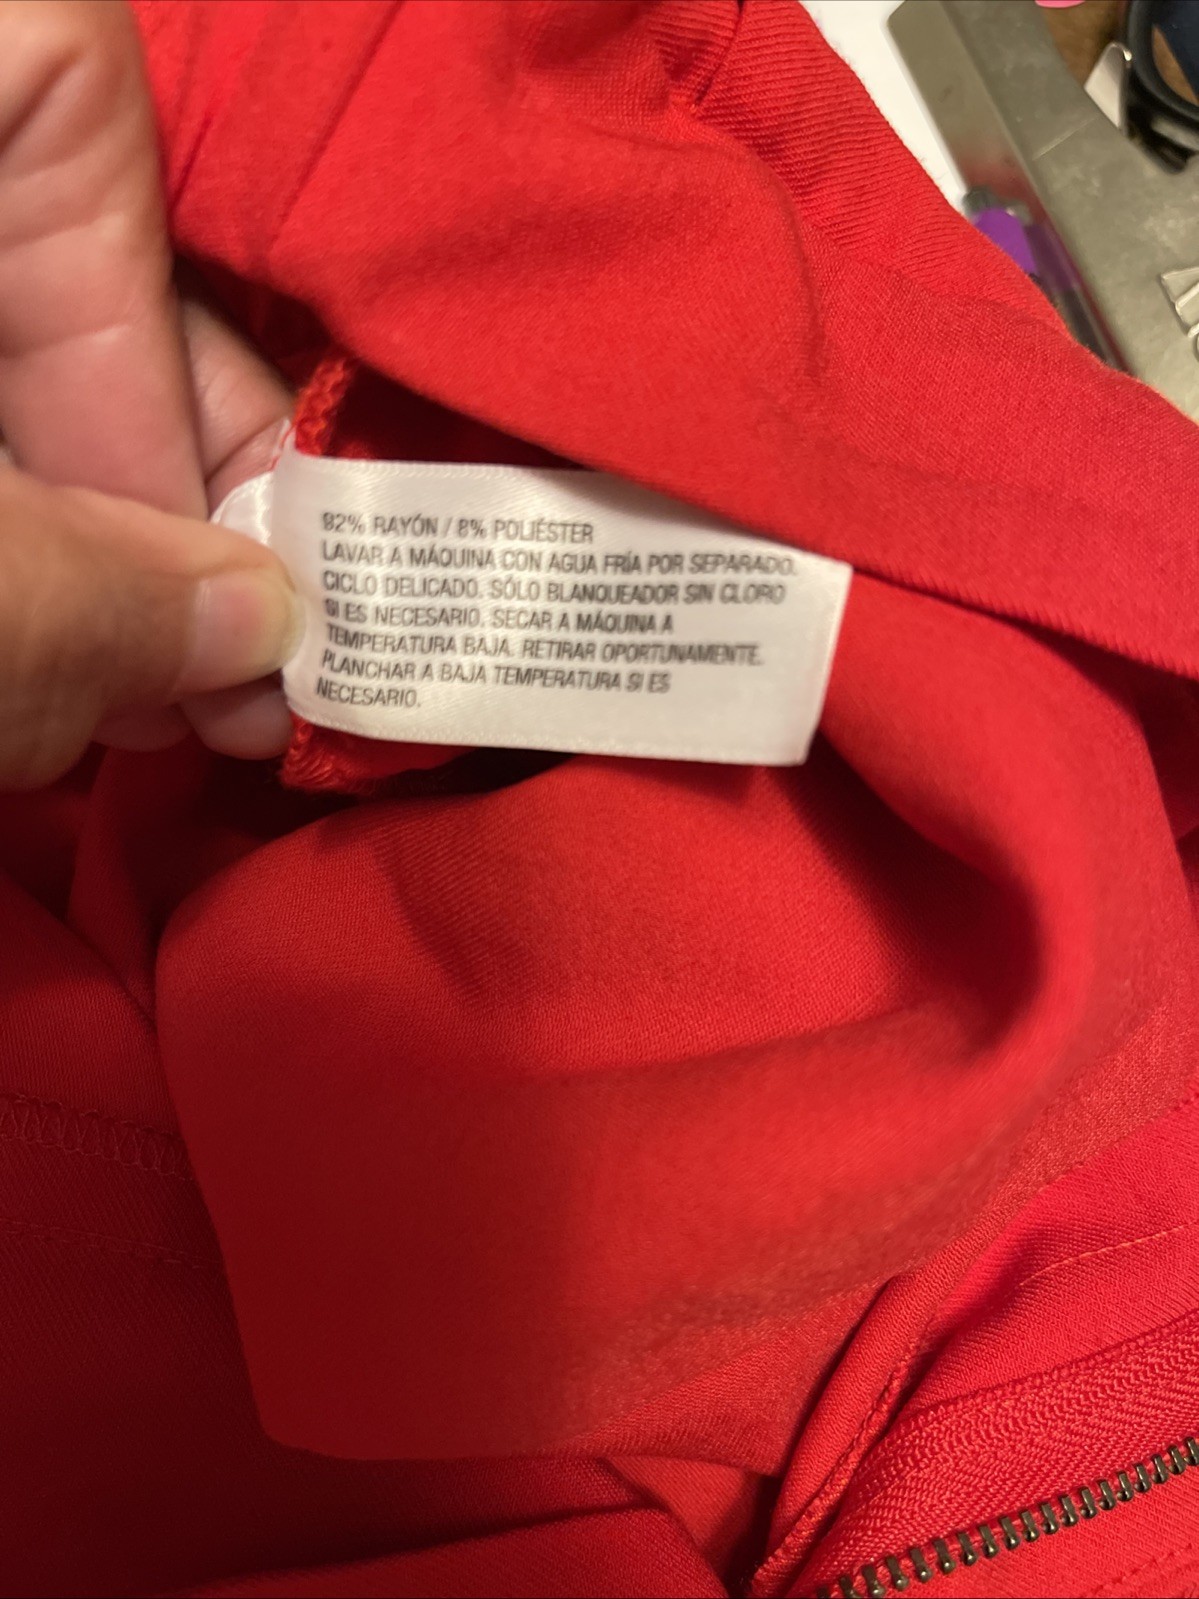 92% RAYÓN / 8% POLIÉSTER
LAVAR A MÁQUINA CON AGUA FRÍA POR SEPARADO.
CICLO DELICADO. SÓLO BLANQUEADOR SIN CLORO
SI ES NECESARIO. SECAR A MÁQUINA A
TEMPERATURA BAJA. RETIRAR OPORTUNAMENTE.
PLANCHAR A BAJA TEMPERATURA SI ES
NECESARIO.